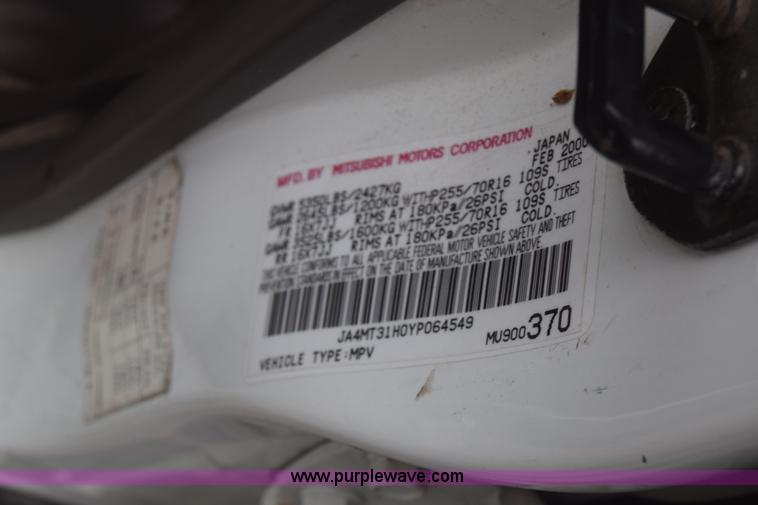 MFD. BY MITSUBISHI MOTORS CORPORATION
JAPAN
FEB 2000
GVWR 5350LBS/2427KG
GAWR 2645LBS/1200KG WITH P255/70R16 109S TIRES
FR 16X7JJ RIMS AT 180KPa/26PSI COLD.
GAWR 3525LBS/1600KG WITH P255/70R16 109S TIRES
RR 16X7JJ RIMS AT 180KPa/26PSI COLD.
THIS VEHICLE CONFORMS TO ALL APPLICABLE FEDERAL MOTOR VEHICLE SAFETY AND THEFT
PREVENTION STANDARDS IN EFFECT ON THE DATE OF MANUFACTURE SHOWN ABOVE.
JA4MT31H0YP064549
VEHICLE TYPE:MPV
MU900370
www.purplewave.com